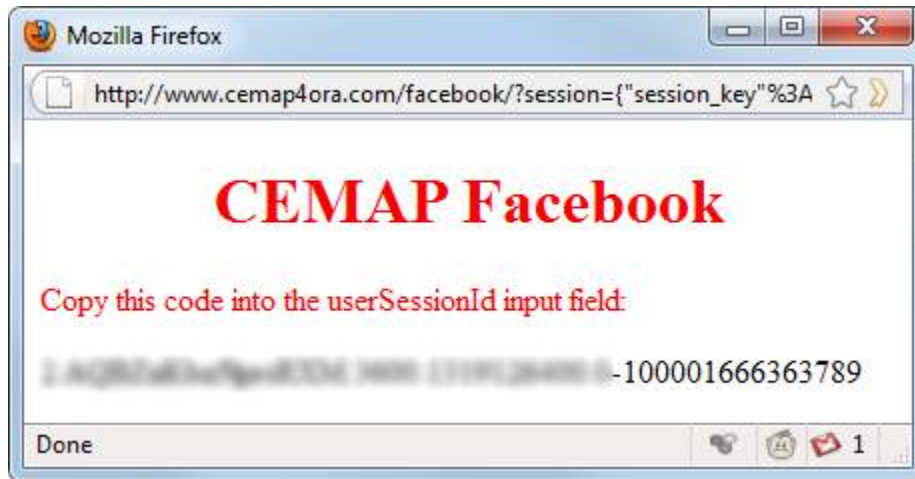 Mozilla Firefox
http://www.cemap4ora.com/facebook/?session={"session_key"%3A
CEMAP Facebook
Copy this code into the userSessionId input field:
-100001666363789
Done
1